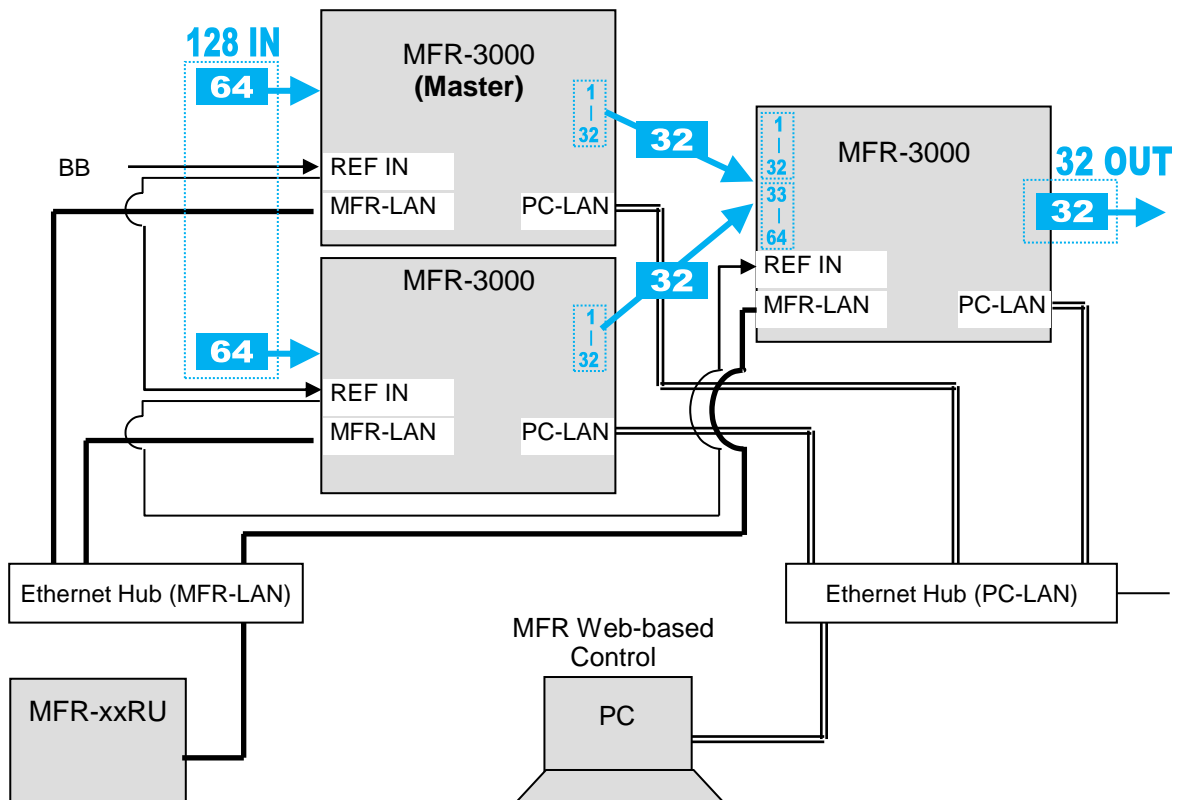 128 IN
64
MFR-3000
(Master)
1
|
32
BB
REF IN
MFR-LAN
PC-LAN
32
MFR-3000
1
|
32
33
|
64
32 OUT
32
REF IN
MFR-LAN
PC-LAN
MFR-3000
64
1
|
32
32
REF IN
MFR-LAN
PC-LAN
Ethernet Hub (MFR-LAN)
Ethernet Hub (PC-LAN)
MFR Web-based
Control
MFR-xxRU
PC